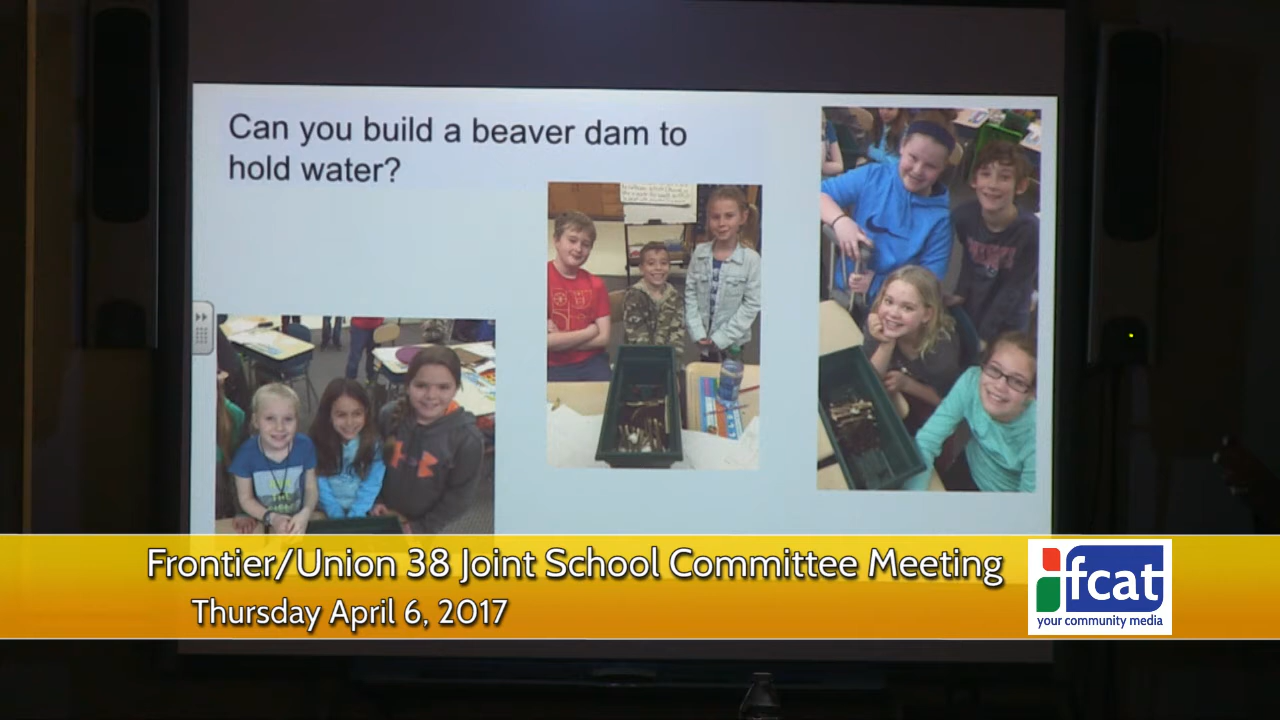 Can you build a beaver dam to
hold water?
Frontier/Union 38 Joint School Committee Meeting
Thursday April 6, 2017
fcat
your community media